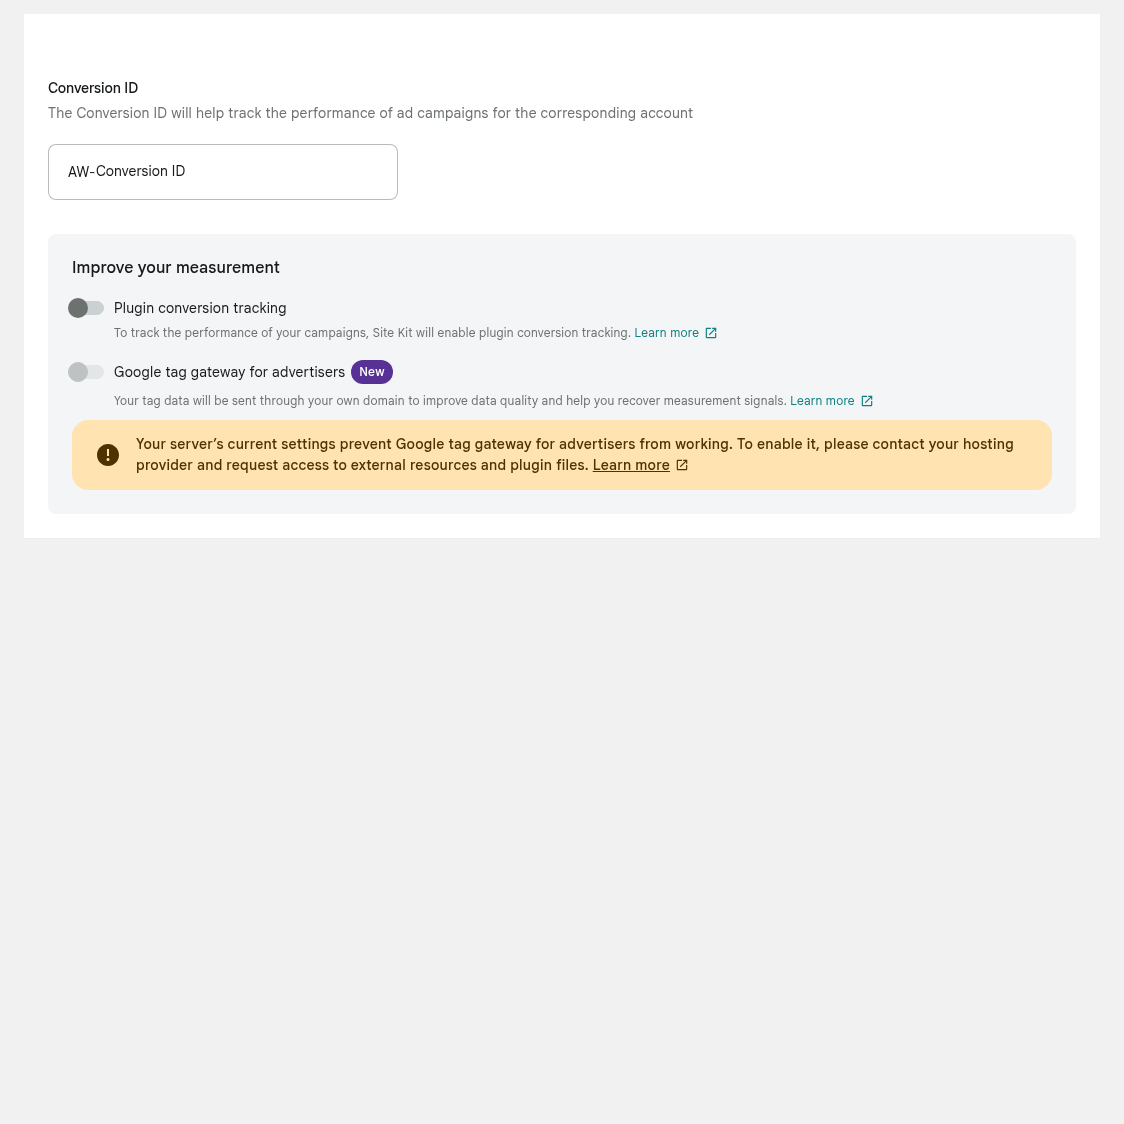 Conversion ID
The Conversion ID will help track the performance of ad campaigns for the corresponding account
AW-Conversion ID
Improve your measurement
Plugin conversion tracking
To track the performance of your campaigns, Site Kit will enable plugin conversion tracking. Learn more
Google tag gateway for advertisers New
Your tag data will be sent through your own domain to improve data quality and help you recover measurement signals. Learn more
Your server’s current settings prevent Google tag gateway for advertisers from working. To enable it, please contact your hosting
provider and request access to external resources and plugin files. Learn more